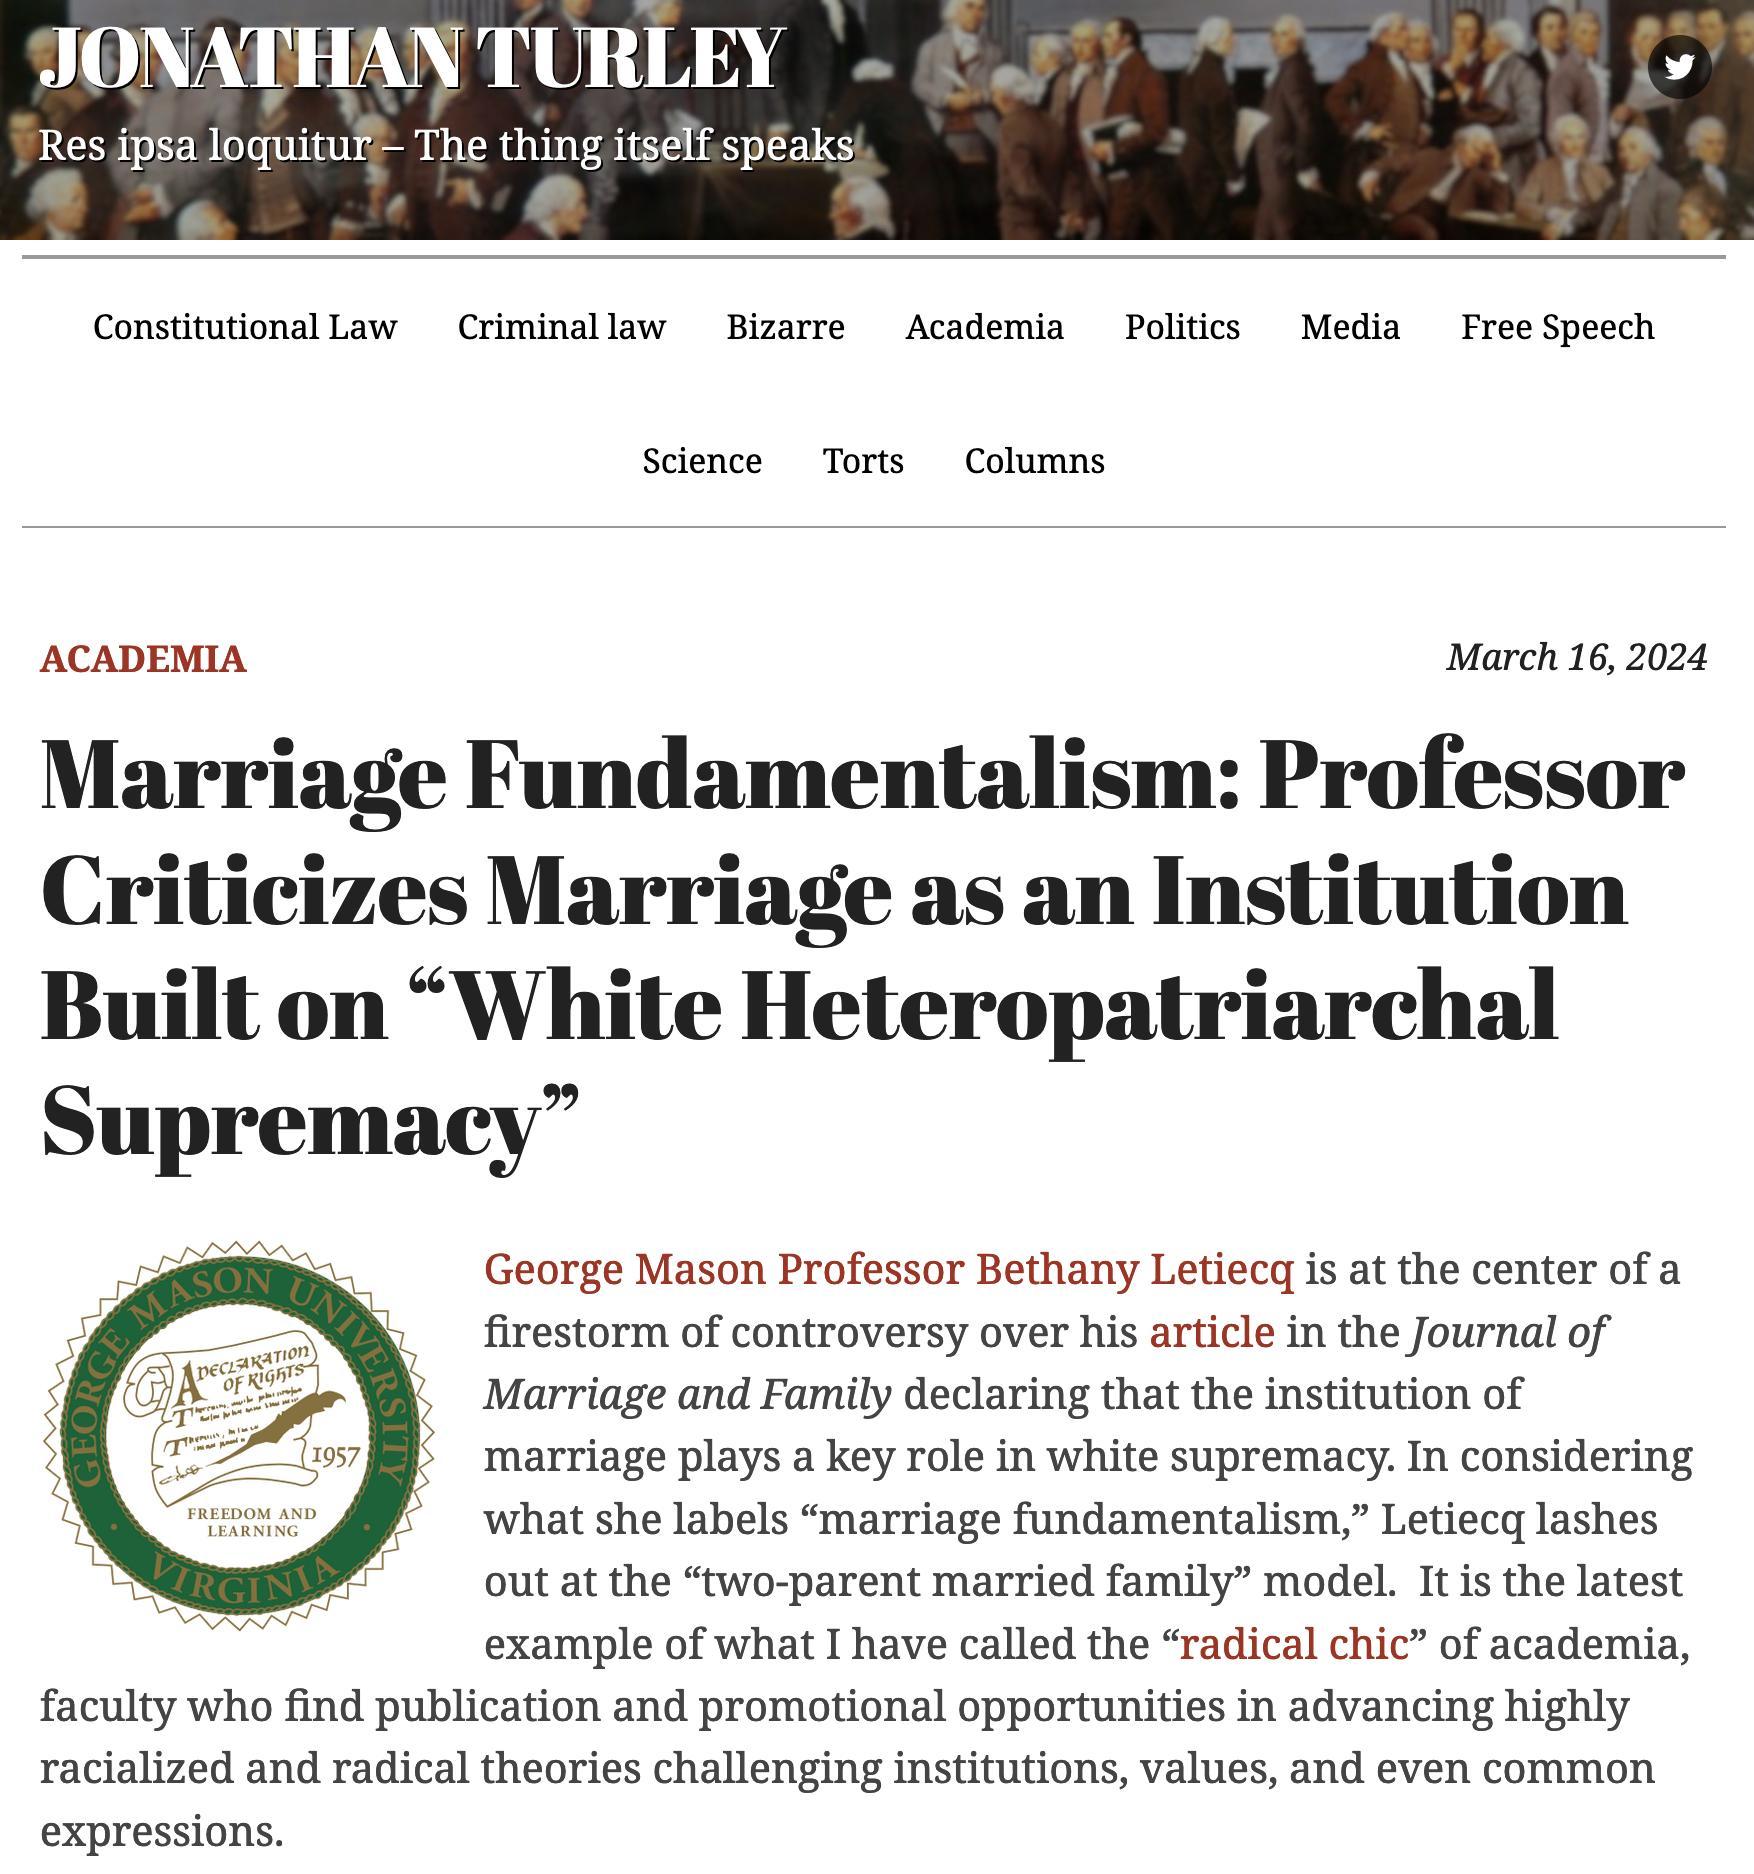 JONATHAN TURLEY
Res ipsa loquitur – The thing itself speaks
Constitutional Law Criminal law Bizarre Academia Politics Media Free Speech
Science Torts Columns
ACADEMIA March 16, 2024
Marriage Fundamentalism: Professor
Criticizes Marriage as an Institution
Built on “White Heteropatriarchal
Supremacy”
GEORGE MASON UNIVERSITY
A DECLARATION
OF RIGHTS
1957
FREEDOM AND
LEARNING
VIRGINIA
George Mason Professor Bethany Letiecq is at the center of a
firestorm of controversy over his article in the Journal of
Marriage and Family declaring that the institution of
marriage plays a key role in white supremacy. In considering
what she labels “marriage fundamentalism,” Letiecq lashes
out at the “two-parent married family” model.  It is the latest
example of what I have called the “radical chic” of academia,
faculty who find publication and promotional opportunities in advancing highly
racialized and radical theories challenging institutions, values, and even common
expressions.